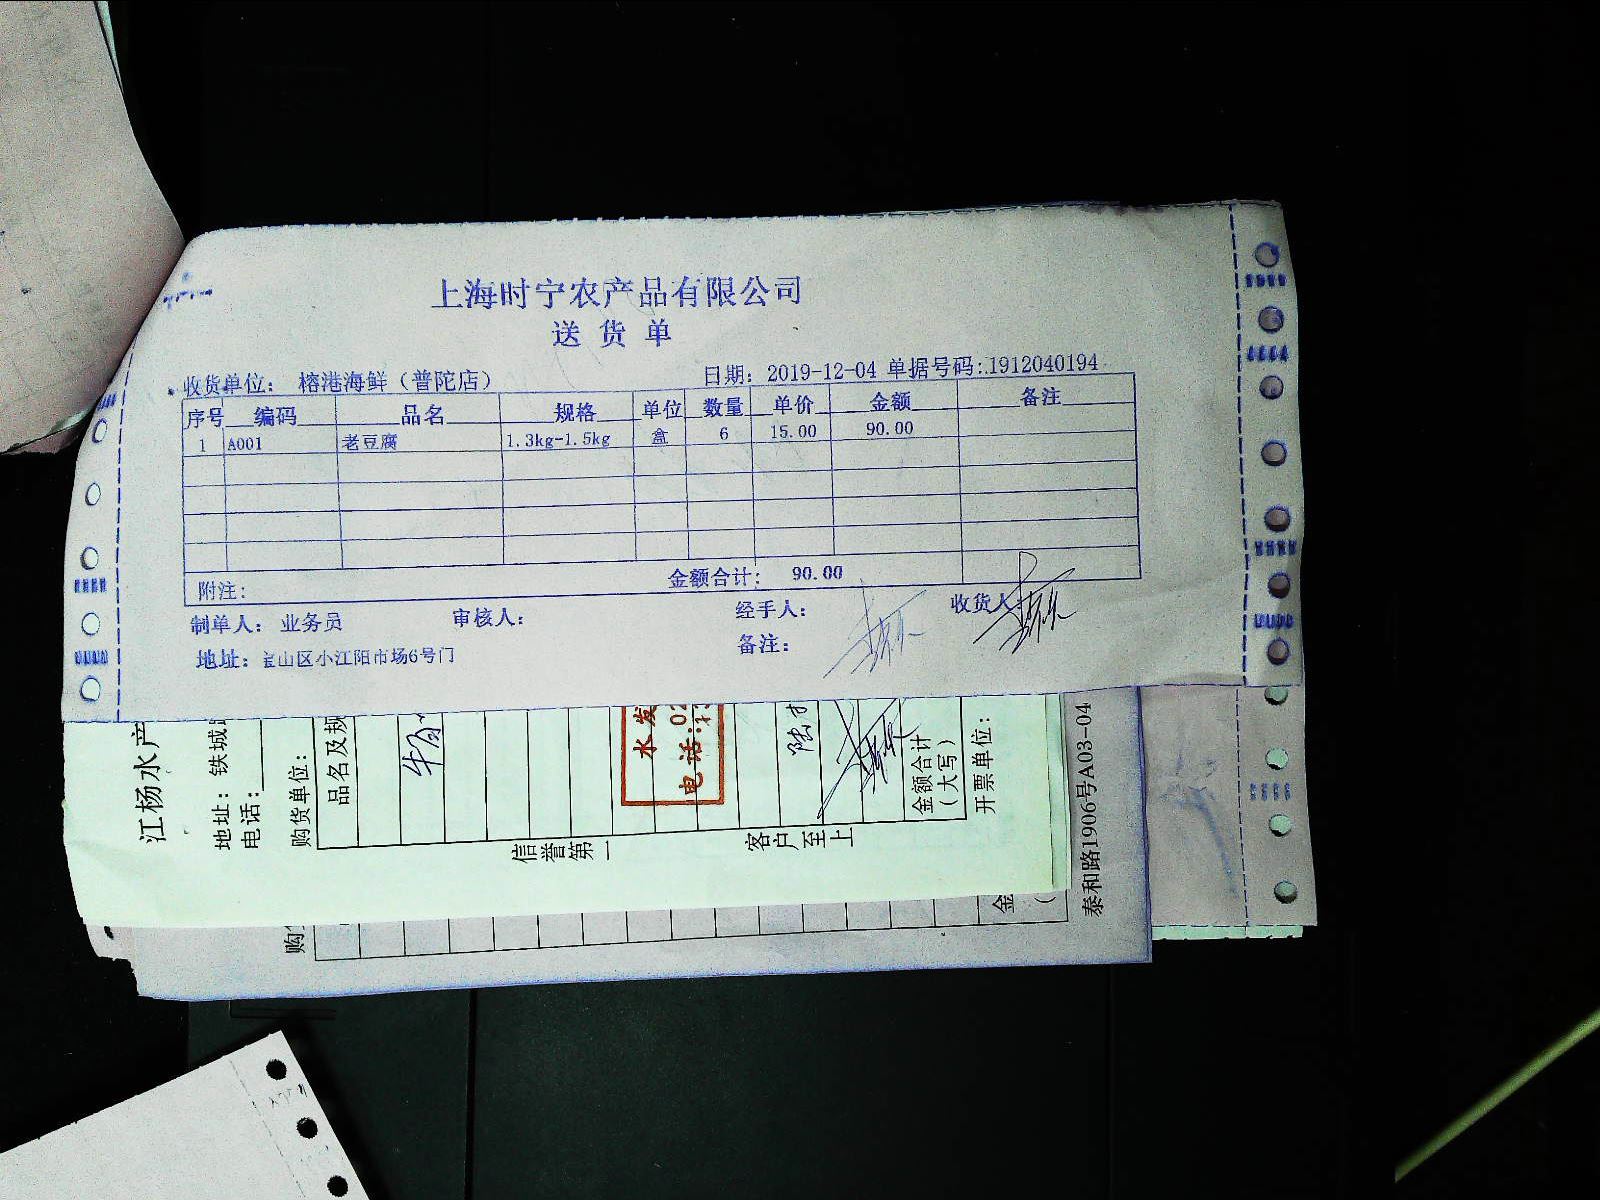 上海时宁农产品有限公司
送货单
收货单位： 榕港海鲜（普陀店） 日期： 2019-12-04 单据号码:.1912040194
序号 编码 品名 规格 单位 数量 单价 金额 备注
1 A001 老豆腐 1.3kg-1.5kg 盒 6 15.00 90.00
附注: 金额合计: 90.00
制单人： 业务员 审核人: 经手人: 收货人:
地址：宝山区小江阳市场6号门 备注:
江杨水产
地址：铁城
电话:
购货单位:
品名及规
水发
电话:
信誉第一
客户至上
金额合计
(大写)
开票单位:
泰和路1906号A03-04
购
金
(